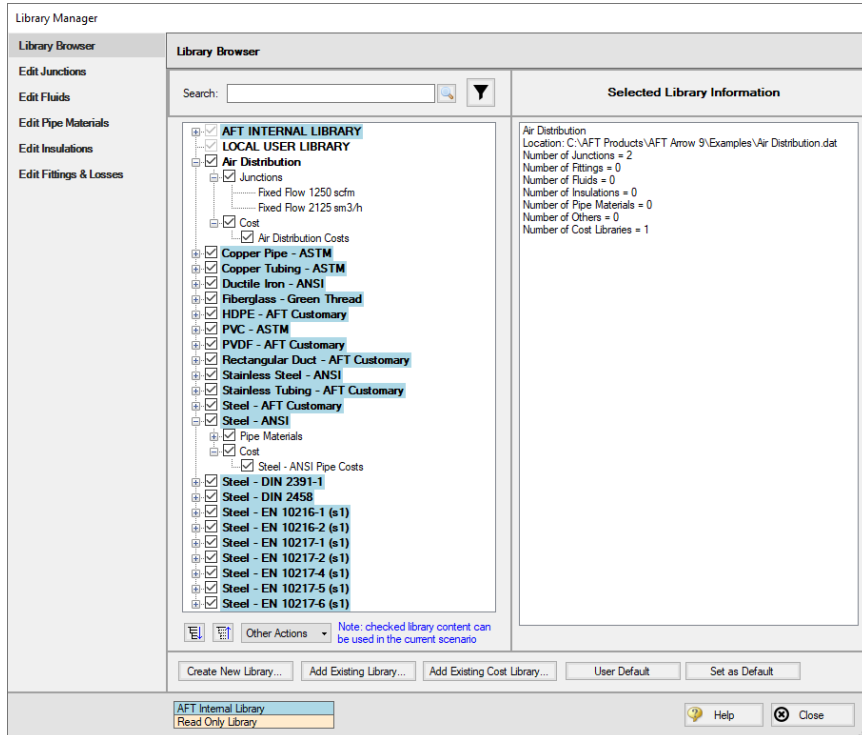 Library Manager
Library Browser
Edit Junctions
Edit Fluids
Edit Pipe Materials
Edit Insulations
Edit Fittings & Losses
Library Browser
Search:
AFT INTERNAL LIBRARY
LOCAL USER LIBRARY
Air Distribution
Junctions
Fixed Flow 1250 scfm
Fixed Flow 2125 sm3/h
Cost
Air Distribution Costs
Copper Pipe - ASTM
Copper Tubing - ASTM
Ductile Iron - ANSI
Fiberglass - Green Thread
HDPE - AFT Customary
PVC - ASTM
PVDF - AFT Customary
Rectangular Duct - AFT Customary
Stainless Steel - ANSI
Stainless Tubing - AFT Customary
Steel - AFT Customary
Steel - ANSI
Pipe Materials
Cost
Steel - ANSI Pipe Costs
Steel - DIN 2391-1
Steel - DIN 2458
Steel - EN 10216-1 (s1)
Steel - EN 10216-2 (s1)
Steel - EN 10217-1 (s1)
Steel - EN 10217-2 (s1)
Steel - EN 10217-4 (s1)
Steel - EN 10217-5 (s1)
Steel - EN 10217-6 (s1)
Other Actions
Note: checked library content can
be used in the current scenario
Selected Library Information
Air Distribution
Location: C:\AFT Products\AFT Arrow 9\Examples\Air Distribution.dat
Number of Junctions = 2
Number of Fittings = 0
Number of Fluids = 0
Number of Insulations = 0
Number of Pipe Materials = 0
Number of Others = 0
Number of Cost Libraries = 1
Create New Library...
Add Existing Library...
Add Existing Cost Library...
User Default
Set as Default
AFT Internal Library
Read Only Library
Help
Close